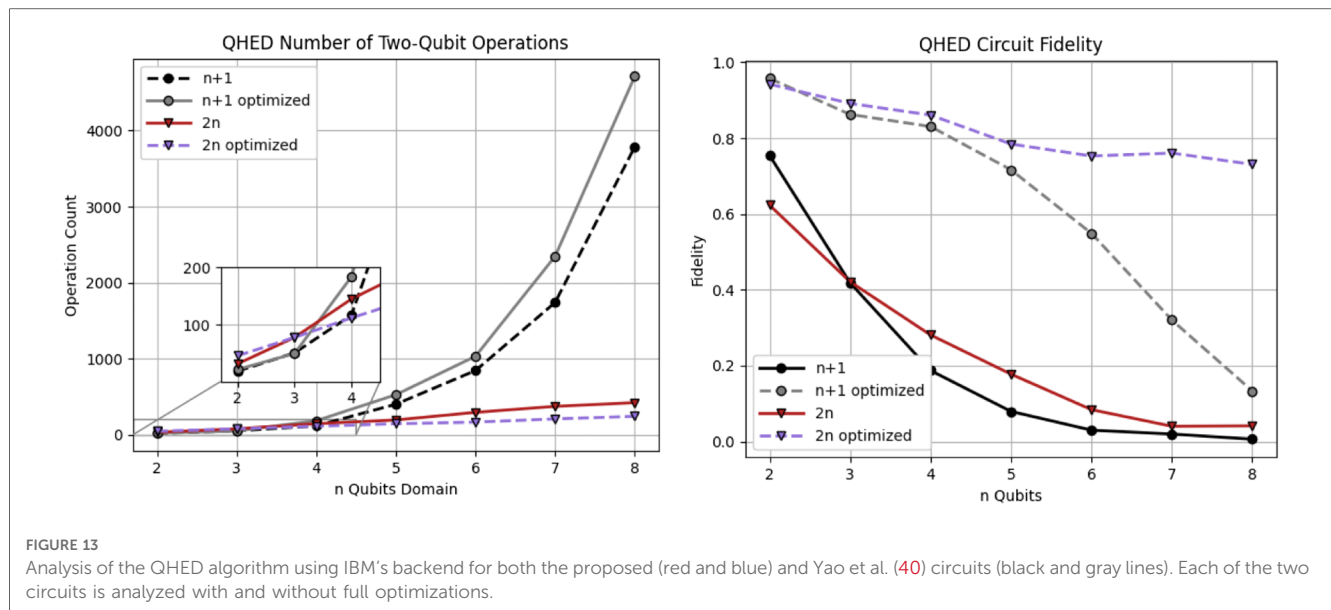 QHED Number of Two-Qubit Operations
n+1
n+1 optimized
2n
2n optimized
Operation Count
4000
3000
2000
1000
0
200
100
2 3 4
2 3 4 5 6 7 8
n Qubits Domain
QHED Circuit Fidelity
1.0
0.8
0.6
0.4
0.2
0.0
Fidelity
n+1
n+1 optimized
2n
2n optimized
2 3 4 5 6 7 8
n Qubits
FIGURE 13
Analysis of the QHED algorithm using IBM's backend for both the proposed (red and blue) and Yao et al. (40) circuits (black and gray lines). Each of the two
circuits is analyzed with and without full optimizations.